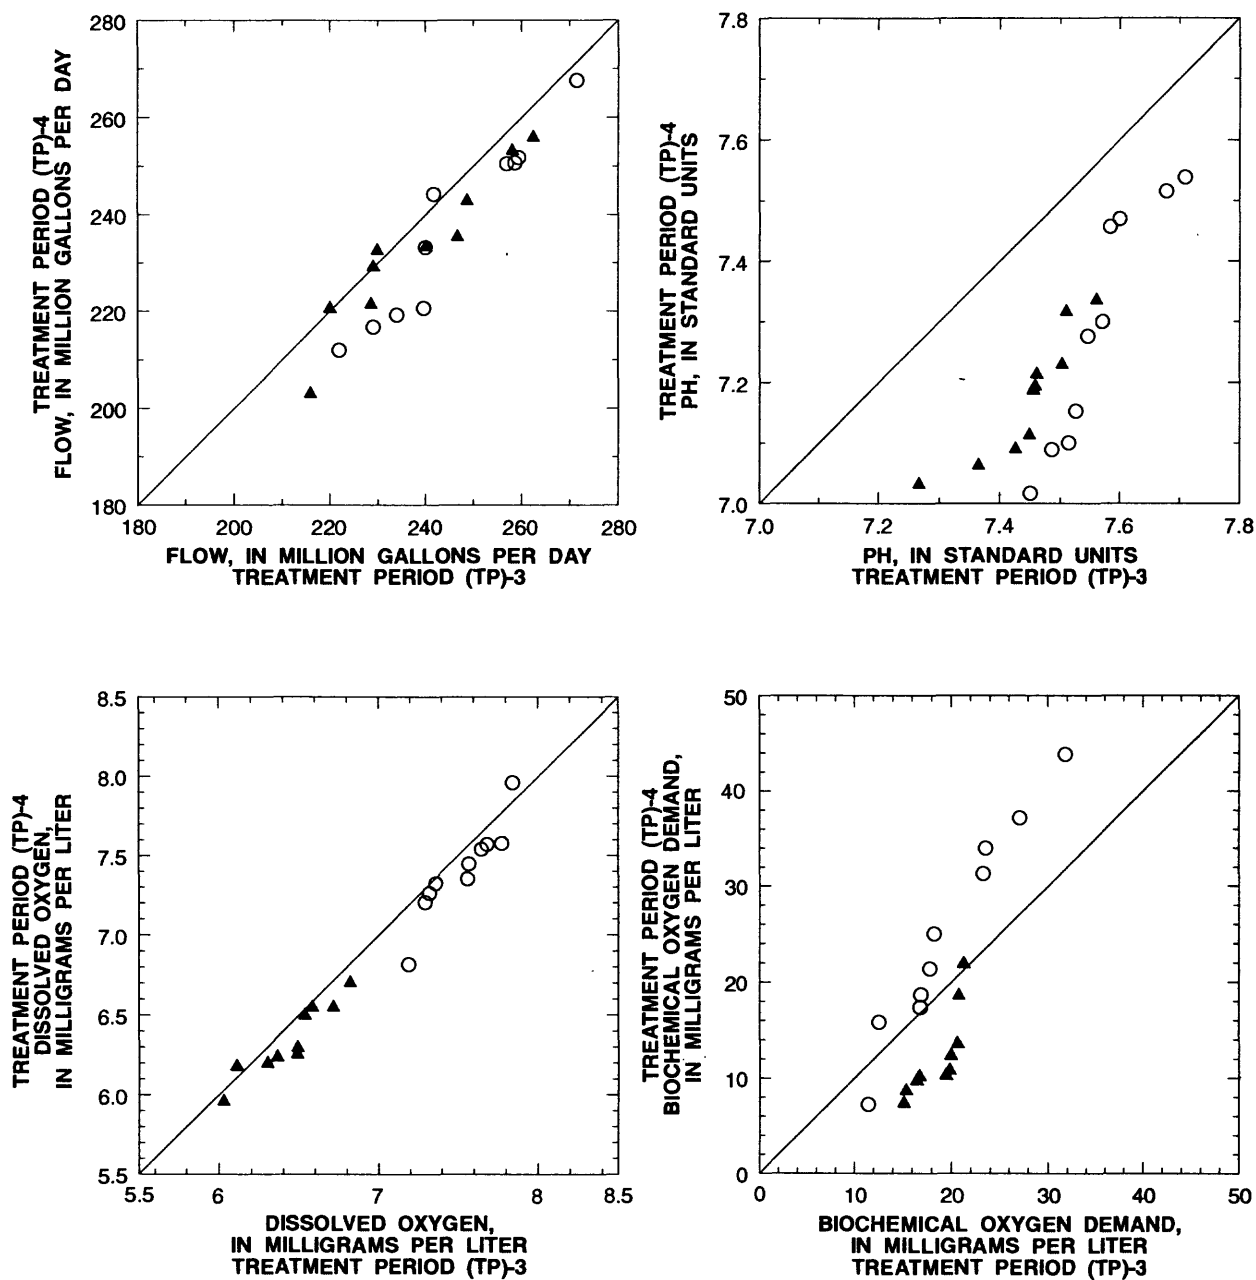 TREATMENT PERIOD (TP)-4
FLOW, IN MILLION GALLONS PER DAY
280
260
240
220
200
180
180 200 220 240 260 280
FLOW, IN MILLION GALLONS PER DAY
TREATMENT PERIOD (TP)-3
TREATMENT PERIOD (TP)-4
PH, IN STANDARD UNITS
7.8
7.6
7.4
7.2
7.0
7.0 7.2 7.4 7.6 7.8
PH, IN STANDARD UNITS
TREATMENT PERIOD (TP)-3
TREATMENT PERIOD (TP)-4
DISSOLVED OXYGEN,
IN MILLIGRAMS PER LITER
8.5
8.0
7.5
7.0
6.5
6.0
5.5
5.5 6 7 8 8.5
DISSOLVED OXYGEN,
IN MILLIGRAMS PER LITER
TREATMENT PERIOD (TP)-3
TREATMENT PERIOD (TP)-4
BIOCHEMICAL OXYGEN DEMAND,
IN MILLIGRAMS PER LITER
50
40
30
20
10
0
0 10 20 30 40 50
BIOCHEMICAL OXYGEN DEMAND,
IN MILLIGRAMS PER LITER
TREATMENT PERIOD (TP)-3